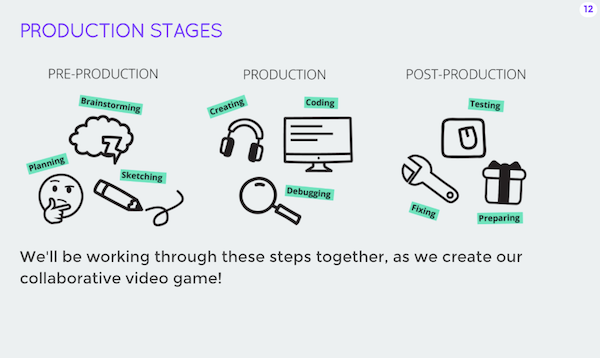 12
PRODUCTION STAGES
PRE-PRODUCTION
Brainstorming
Planning
Sketching
PRODUCTION
Creating
Coding
Debugging
POST-PRODUCTION
Testing
Fixing
Preparing
We'll be working through these steps together, as we create our
collaborative video game!